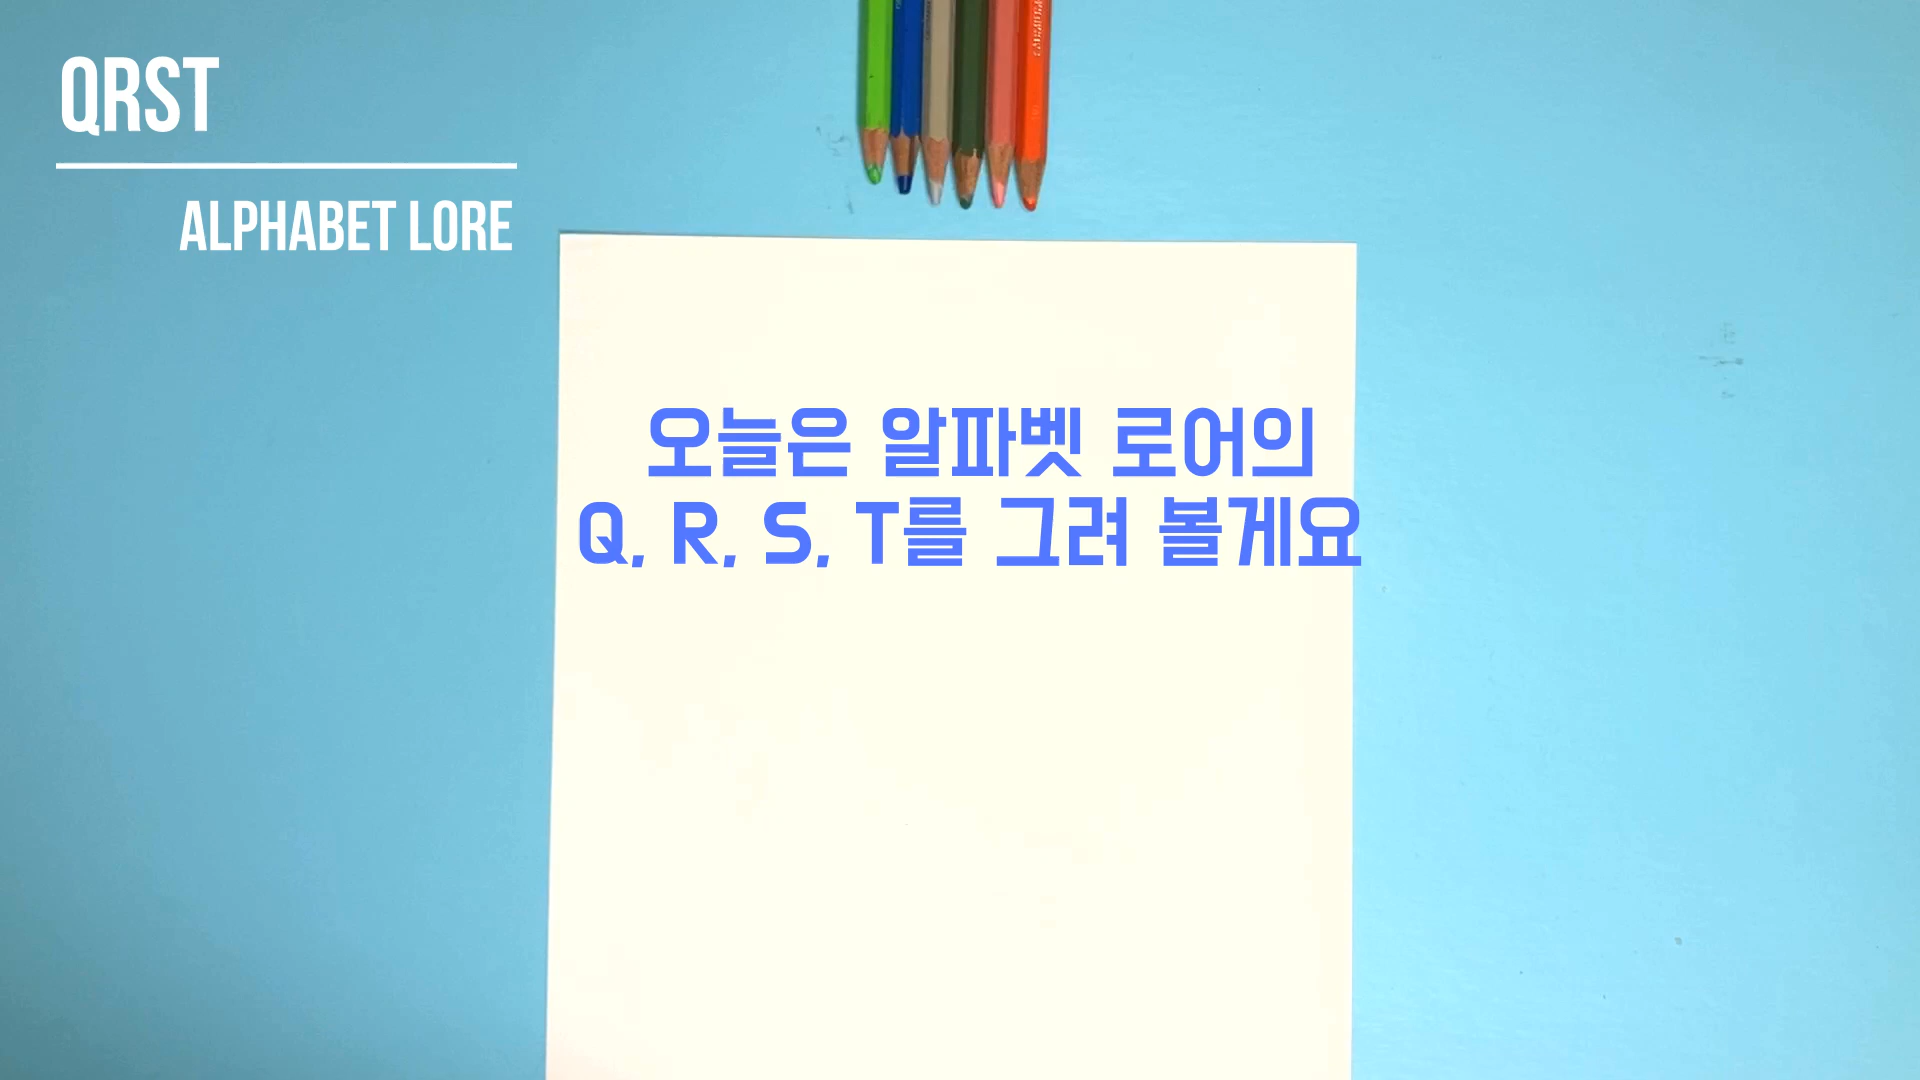 QRST
ALPHABET LORE
오늘은 알파벳 로어의
Q, R, S, T를 그려 볼게요